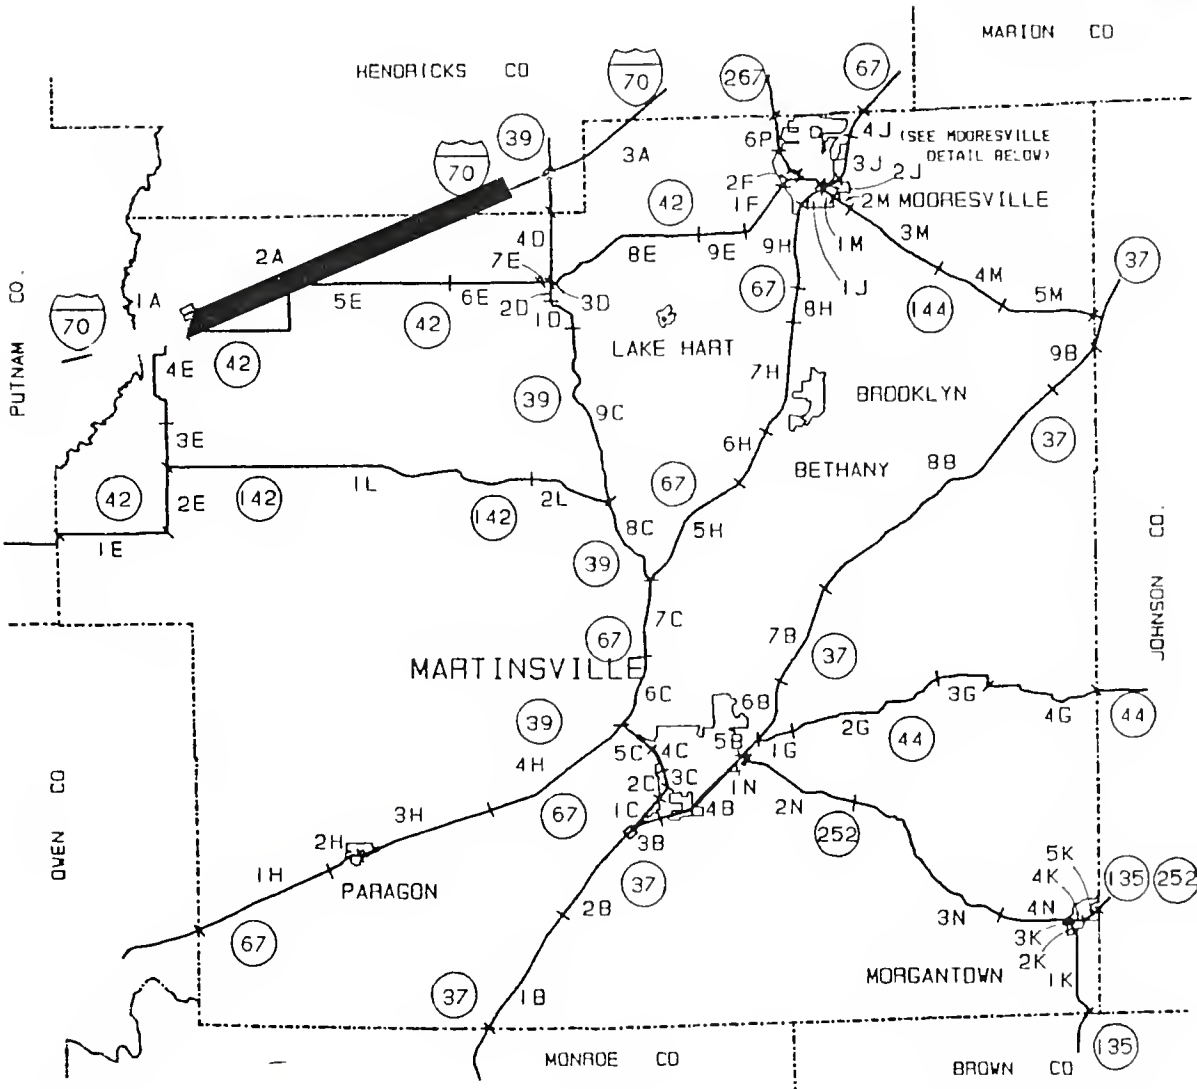 MARION CO
HENDRICKS CO
70
267
67
39
3A
6P
4J
(SEE MOORESVILLE
DETAIL BELOW)
70
3J
2J
2F
2M MOORESVILLE
42
1F
4D
8E
9E
9H
1M
3M
2A
7E
37
1A
5E
6E
2D
3D
67
1J
4M
PUTNAM CO.
70
42
1D
8H
144
5M
42
LAKE HART
4E
7H
9B
39
9C
BROOKLYN
37
3E
6H
BETHANY
8B
42
2E
142
1L
142
2L
67
1E
8C
5H
39
JOHNSON CO.
7C
67
7B
37
MARTINSVILLE
6C
6B
3G
39
2G
4G
44
5C
4C
5B
1G
44
4H
2C
3C
1N
OWEN CO
3H
67
1C
4B
2N
2H
3B
252
5K
1H
PARAGON
37
4K
135
252
2B
3N
4N
67
3K
2K
MORGANTOWN
1K
37
1B
135
MONROE CO
BROWN CO